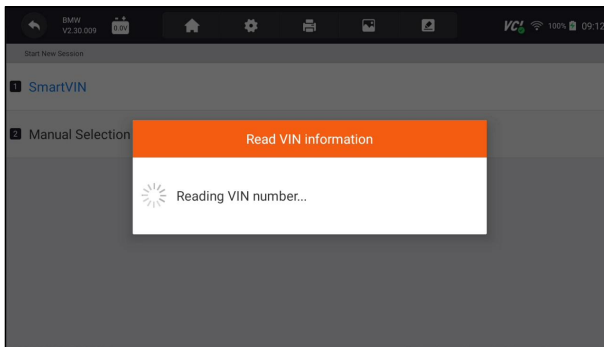 BMW
V2.30.009
0.0V
VC!
100%
09:12
Start New Session
1 SmartVIN
2 Manual Selection
Read VIN information
Reading VIN number...